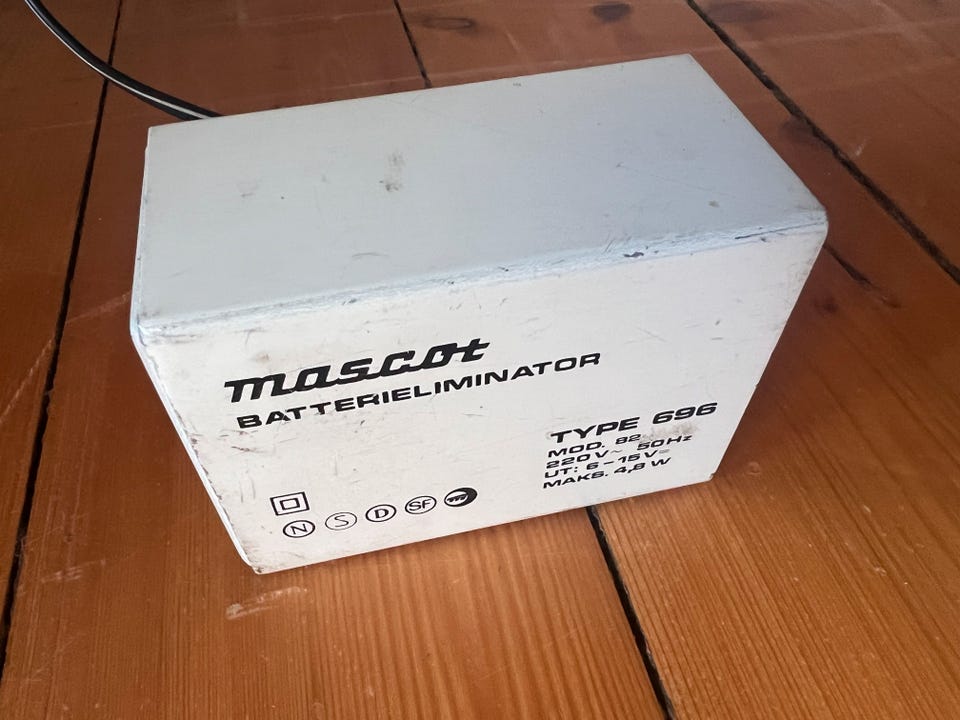 mascot
BATTERIELIMINATOR
TYPE 696
MOD. 82
220V~ 50Hz
UT: 6-15V⎓
MAKS. 4,8 W
N S D SF